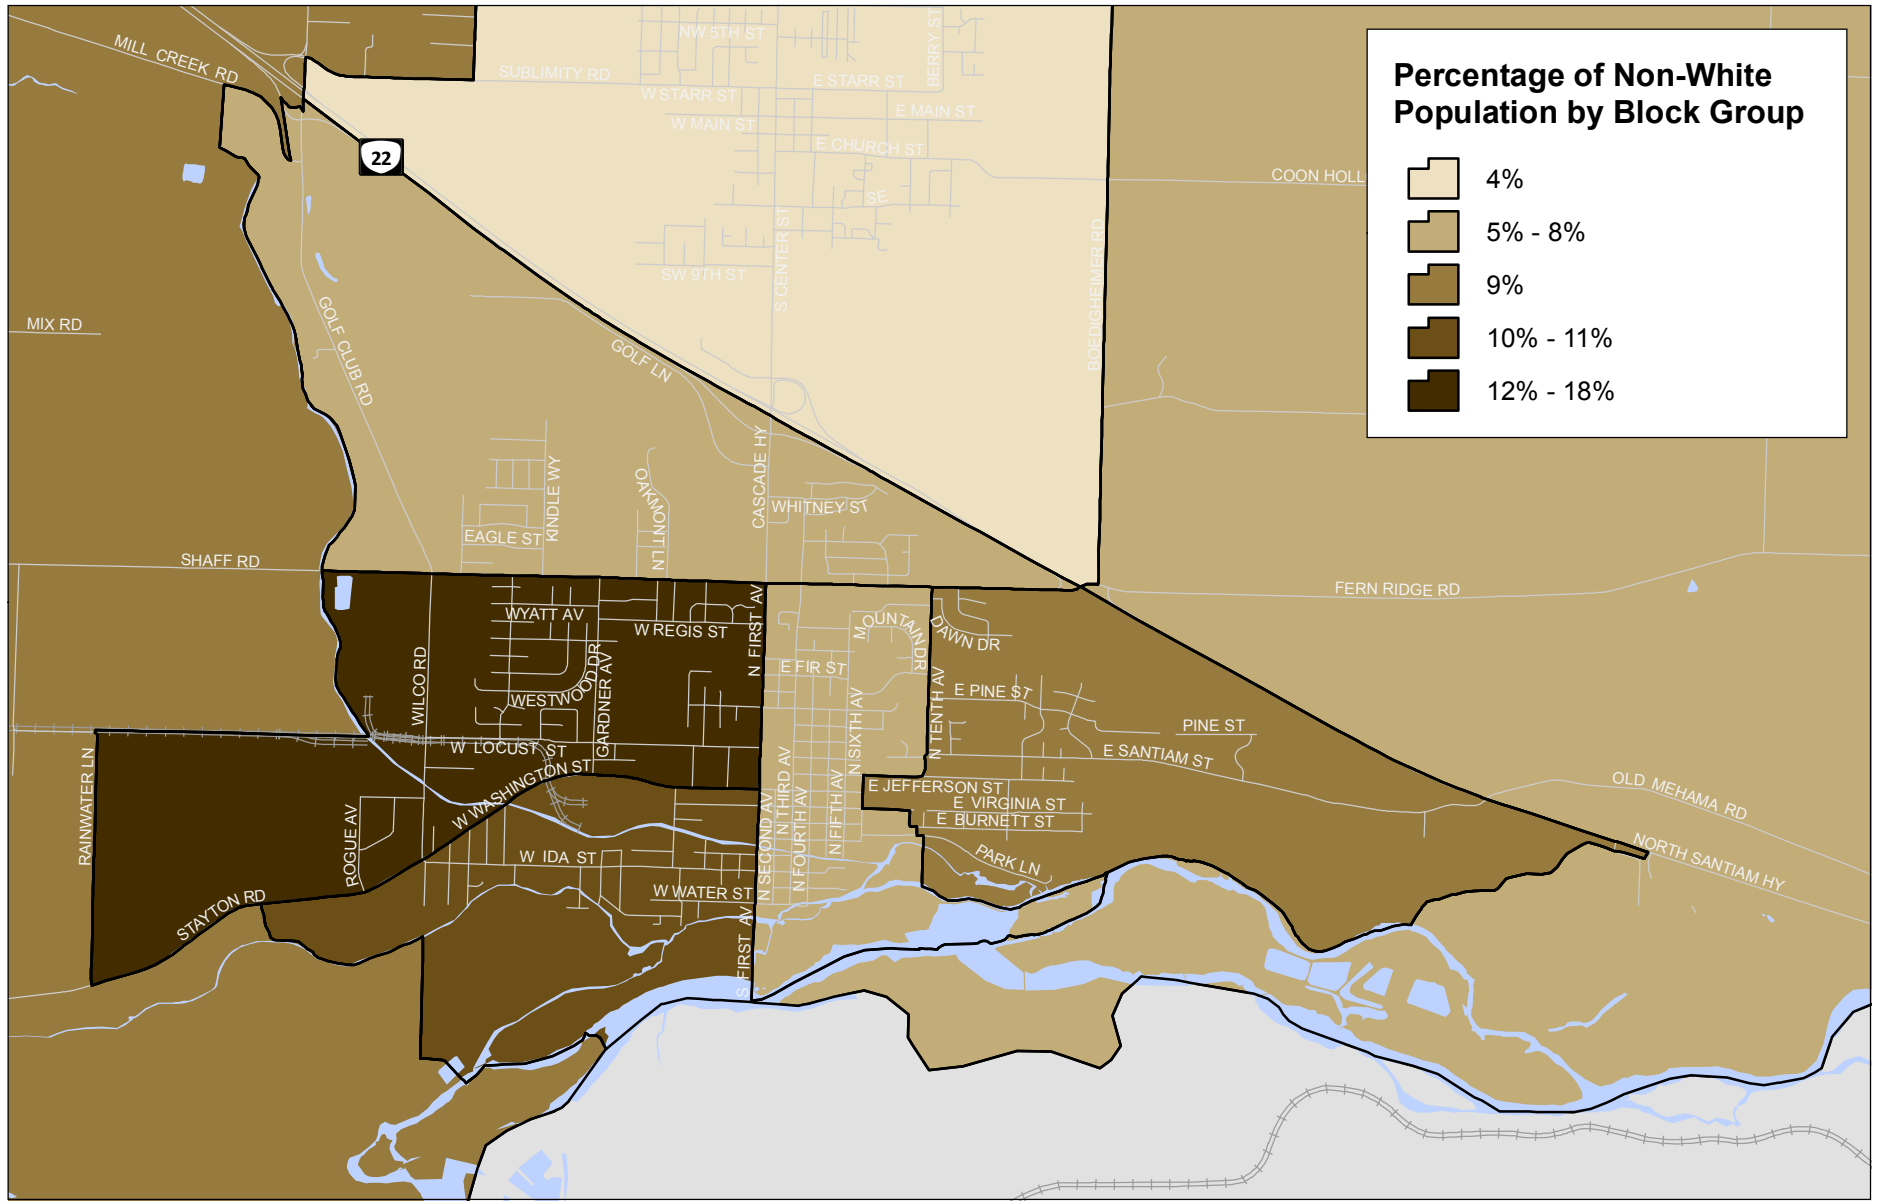 Percentage of Non-White
Population by Block Group
4%
5% - 8%
9%
10% - 11%
12% - 18%
NW 5TH ST
BERRY ST
MILL CREEK RD
SUBLIMITY RD
E STARR ST
W STARR ST
E MAIN ST
W MAIN ST
E CHURCH ST
22
COON HOLL
SE
S CENTER ST
BOEDIGHEIMER RD
SW 9TH ST
MIX RD
GOLF CLUB RD
GOLF LN
CASCADE HY
KINDLE WY
OAKMONT LN
WHITNEY ST
EAGLE ST
SHAFF RD
FERN RIDGE RD
WYATT AV
W REGIS ST
N FIRST AV
MOUNTAIN DR
DAWN DR
WILCO RD
WESTWOOD DR
GARDNER AV
E FIR ST
N SIXTH AV
N TENTH AV
E PINE ST
PINE ST
W LOCUST ST
E SANTIAM ST
W WASHINGTON ST
RAINWATER LN
ROGUE AV
N SECOND AV
N THIRD AV
N FOURTH AV
N FIFTH AV
E JEFFERSON ST
E VIRGINIA ST
E BURNETT ST
OLD MEHAMA RD
NORTH SANTIAM HY
W IDA ST
PARK LN
W WATER ST
STAYTON RD
S FIRST AV